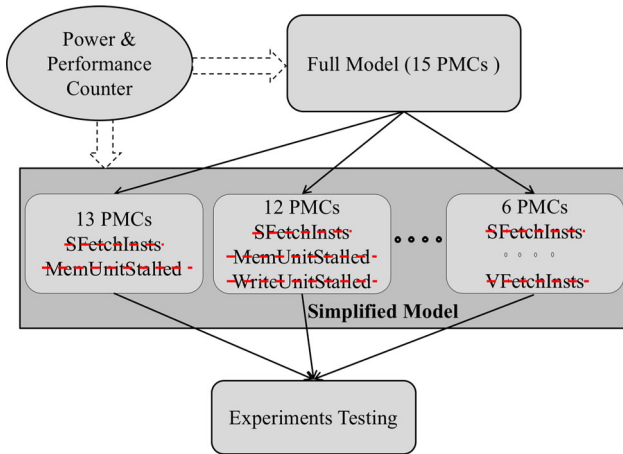 Power &
Performance
Counter
Full Model (15 PMCs )
13 PMCs
SFetchInsts
MemUnitStalled
12 PMCs
SFetchInsts
MemUnitStalled
WriteUnitStalled
6 PMCs
SFetchInsts
VFetchInsts
Simplified Model
Experiments Testing